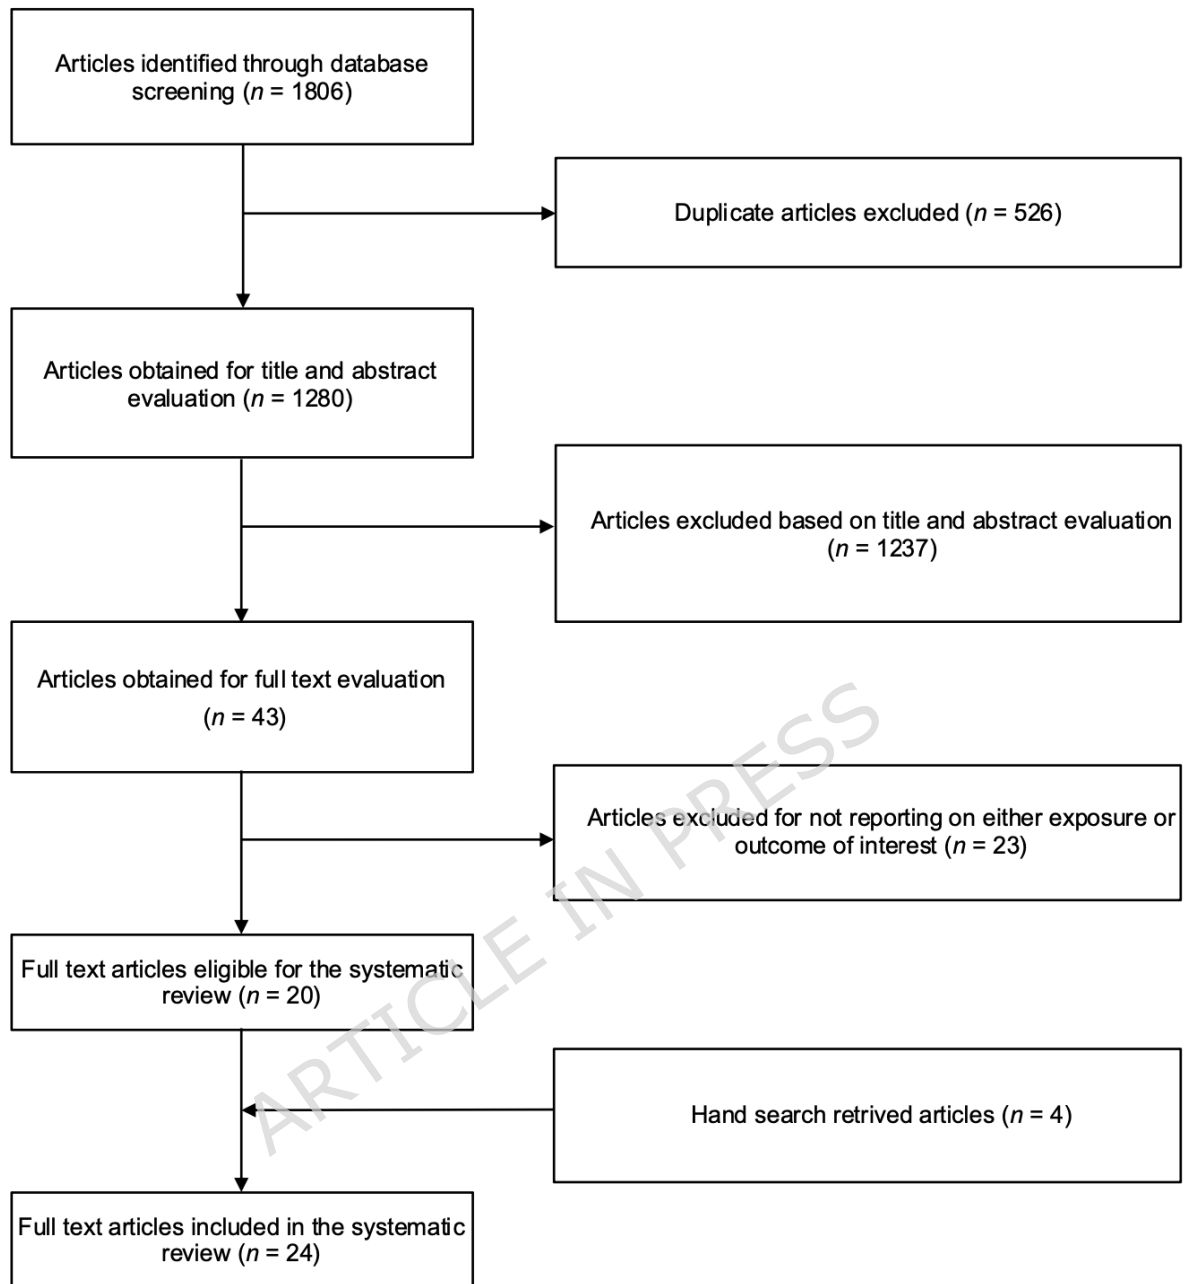 Articles identified through database
screening (n = 1806)
Duplicate articles excluded (n = 526)
Articles obtained for title and abstract
evaluation (n = 1280)
Articles excluded based on title and abstract evaluation
(n = 1237)
Articles obtained for full text evaluation
(n = 43)
Articles excluded for not reporting on either exposure or
outcome of interest (n = 23)
Full text articles eligible for the systematic
review (n = 20)
Hand search retrived articles (n = 4)
Full text articles included in the systematic
review (n = 24)
ARTICLE IN PRESS